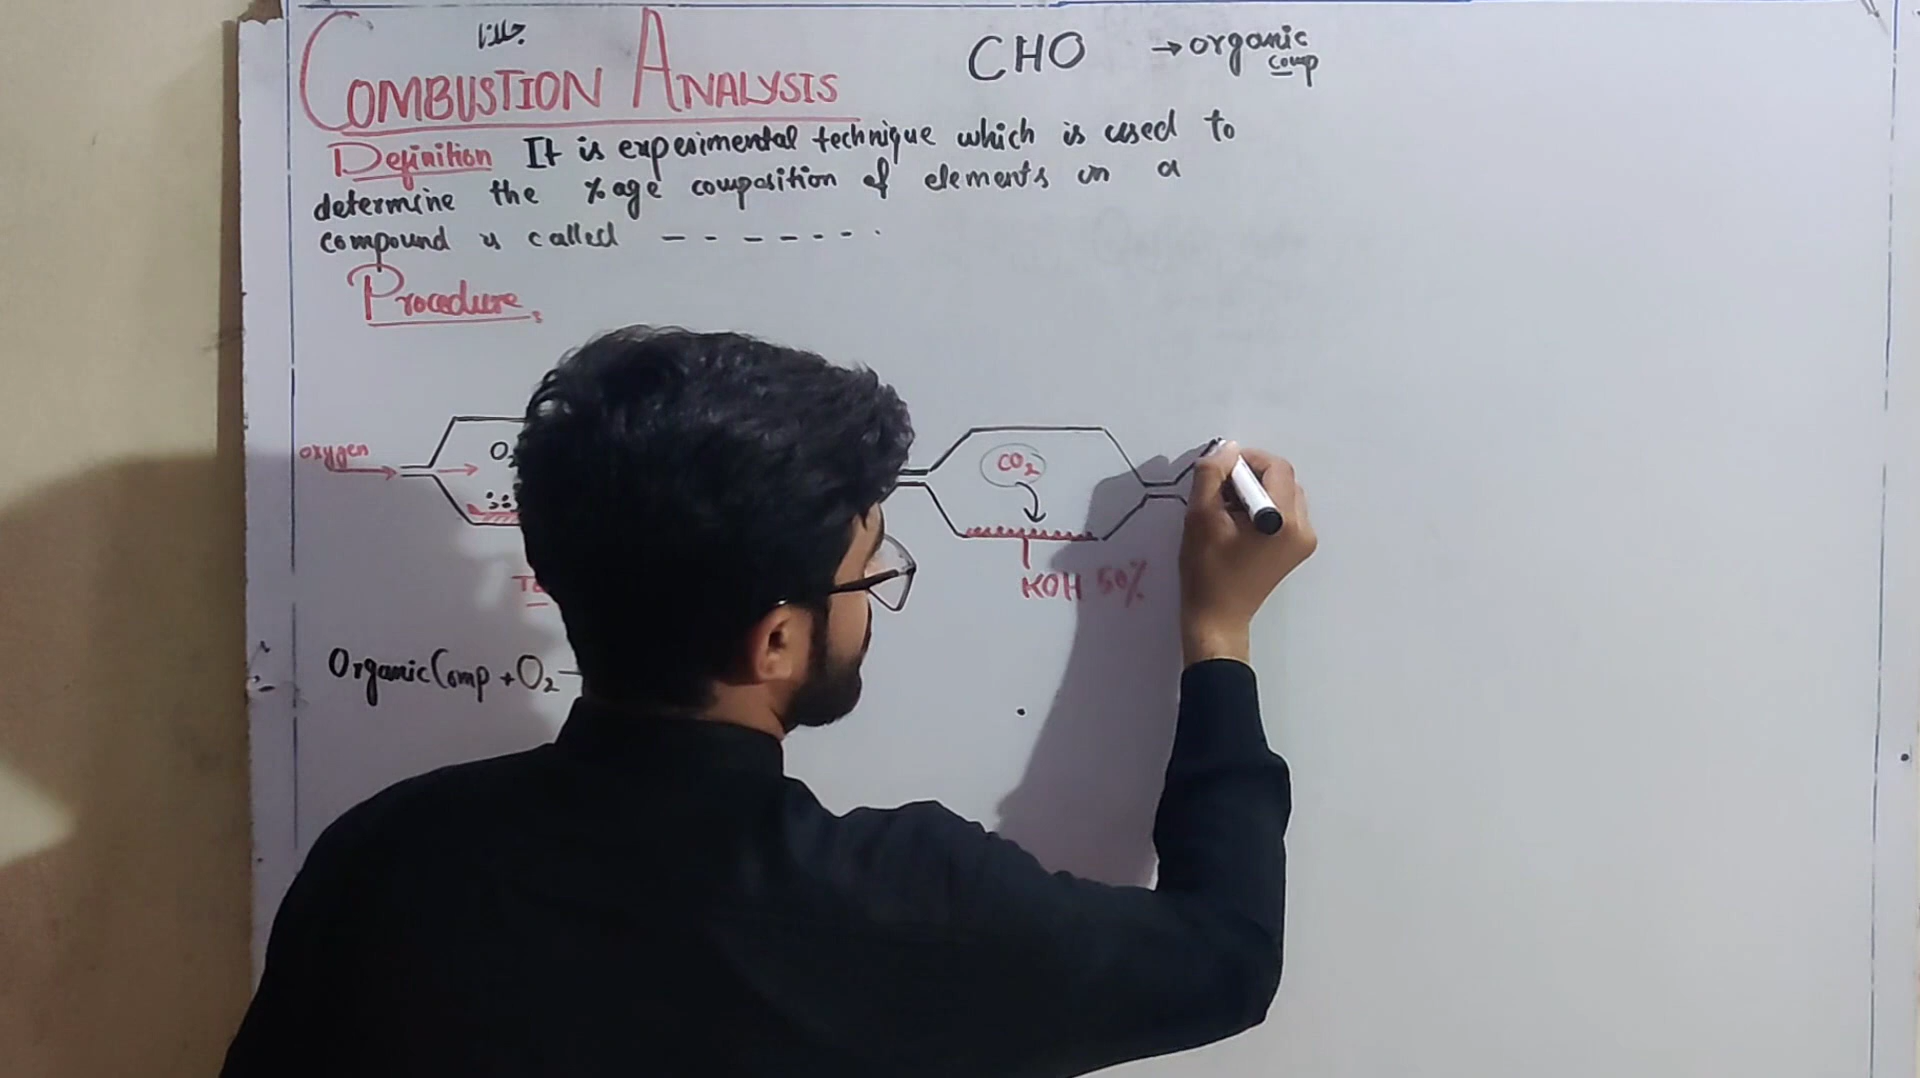 جلانا
COMBUSTION ANALYSIS
CHO → organic comp
Definition It is experimental technique which is used to
determine the %age composition of elements in a
compound is called - - - - - - -
Procedure,
oxygen
O₂
CO₂
KOH 50%
Organic Comp + O₂